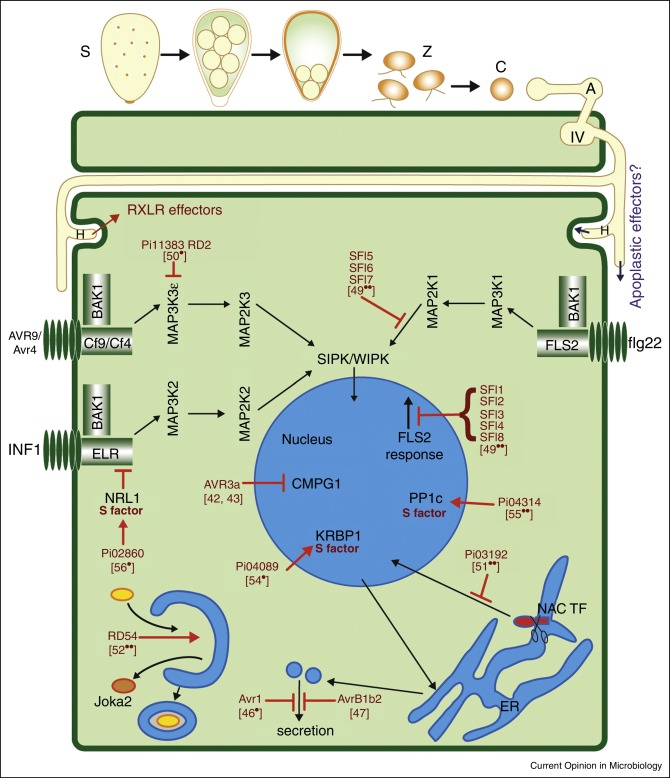 S
Z
C
A
IV
Apoplastic effectors?
H
RXLR effectors
H
Pi11383 RD2
[50•]
SFI5
SFI6
SFI7
[49••]
BAK1
AVR9/
Avr4
Cf9/Cf4
MAP3K3ε
MAP2K3
MAP2K1
MAP3K1
BAK1
FLS2
flg22
SIPK/WIPK
BAK1
INF1
ELR
MAP3K2
MAP2K2
Nucleus
FLS2
response
SFI1
SFI2
SFI3
SFI4
SFI8
[49••]
NRL1
S factor
AVR3a
[42, 43]
CMPG1
PP1c
S factor
Pi04314
[55••]
Pi02860
[56•]
KRBP1
S factor
Pi04089
[54•]
Pi03192
[51••]
NAC TF
RD54
[52••]
Joka2
Avr1
[46•]
AvrB1b2
[47]
secretion
ER
Current Opinion in Microbiology